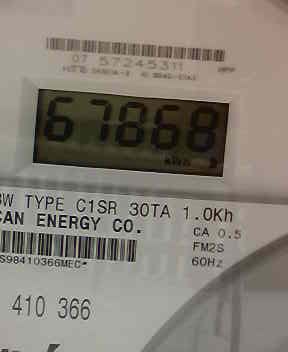 07 57245311
67868
kWh
3W TYPE C1SR 30TA 1.0Kh
CAN ENERGY CO.
CA 0.5
FM2S
60Hz
S98410366MEC*
410 366